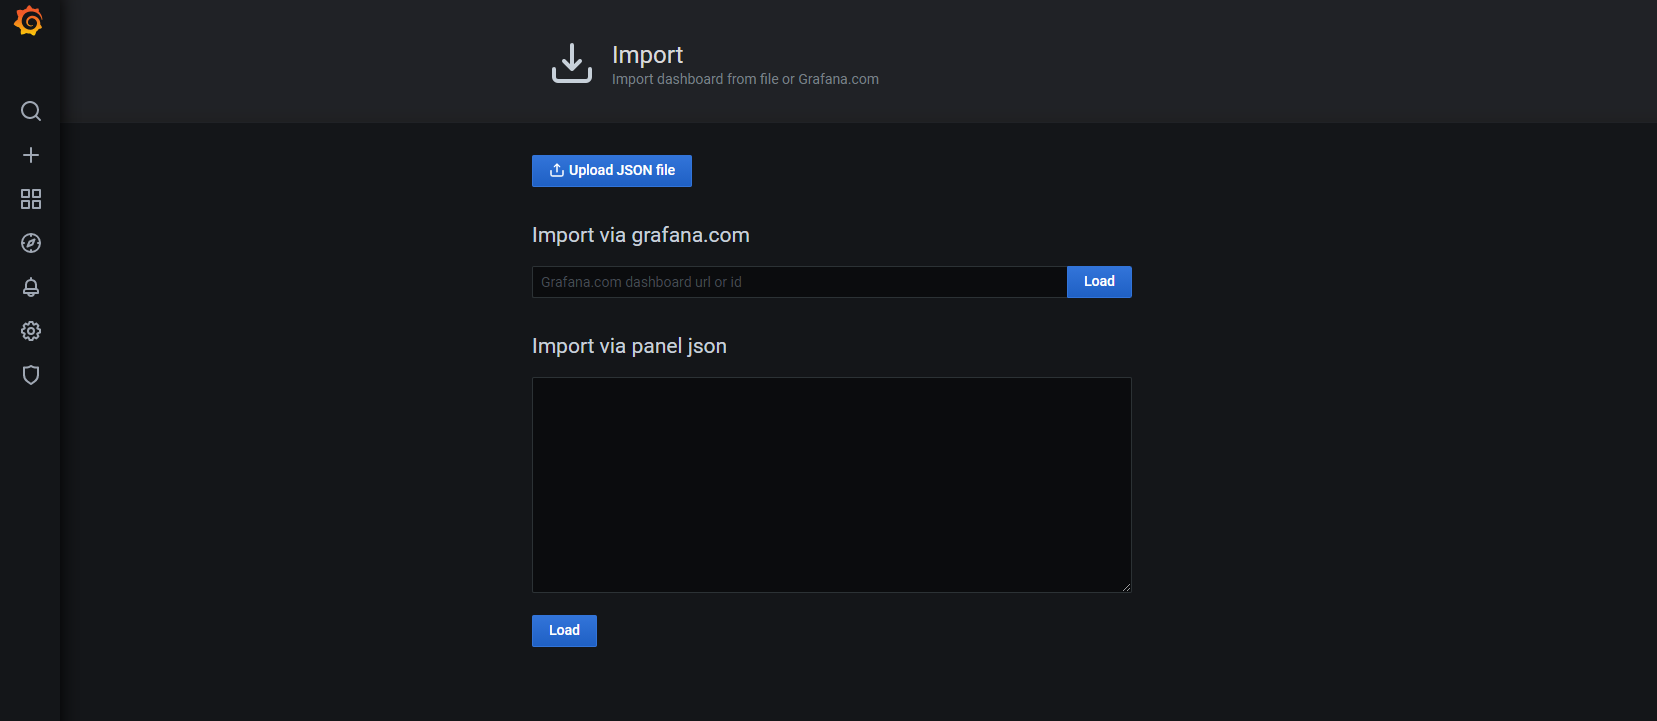 Import
Import dashboard from file or Grafana.com
Upload JSON file
Import via grafana.com
Grafana.com dashboard url or id
Load
Import via panel json
Load